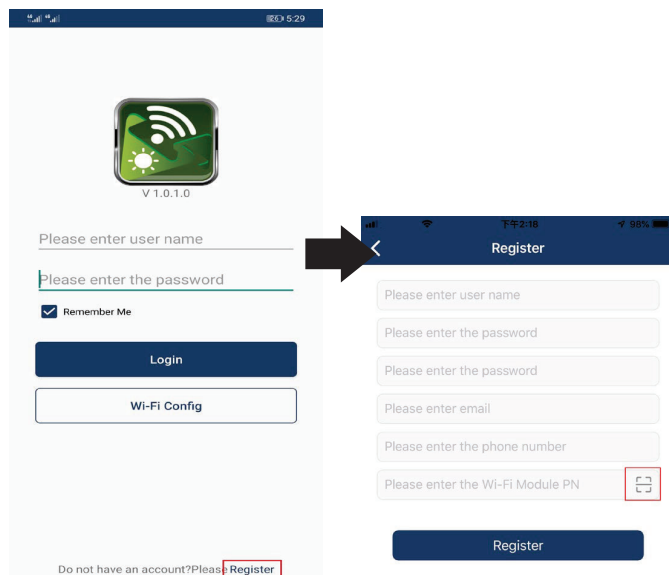 5:29
V 1.0.1.0
Please enter user name
Please enter the password
Remember Me
Login
Wi-Fi Config
Do not have an account?Please Register
下午2:18
98%
Register
Please enter user name
Please enter the password
Please enter the password
Please enter email
Please enter the phone number
Please enter the Wi-Fi Module PN
Register